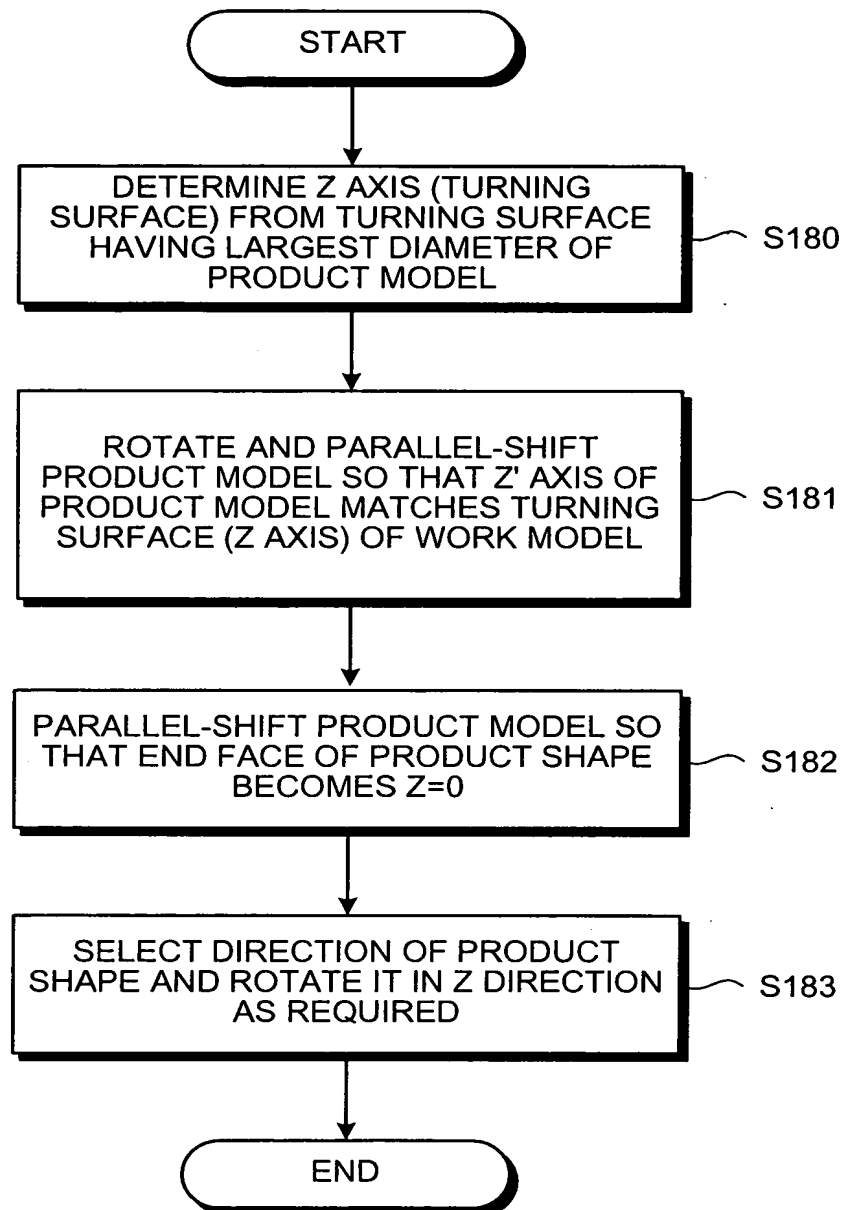 START
DETERMINE Z AXIS (TURNING
SURFACE) FROM TURNING SURFACE
HAVING LARGEST DIAMETER OF
PRODUCT MODEL
S180
ROTATE AND PARALLEL-SHIFT
PRODUCT MODEL SO THAT Z' AXIS OF
PRODUCT MODEL MATCHES TURNING
SURFACE (Z AXIS) OF WORK MODEL
S181
PARALLEL-SHIFT PRODUCT MODEL SO
THAT END FACE OF PRODUCT SHAPE
BECOMES Z=0
S182
SELECT DIRECTION OF PRODUCT
SHAPE AND ROTATE IT IN Z DIRECTION
AS REQUIRED
S183
END